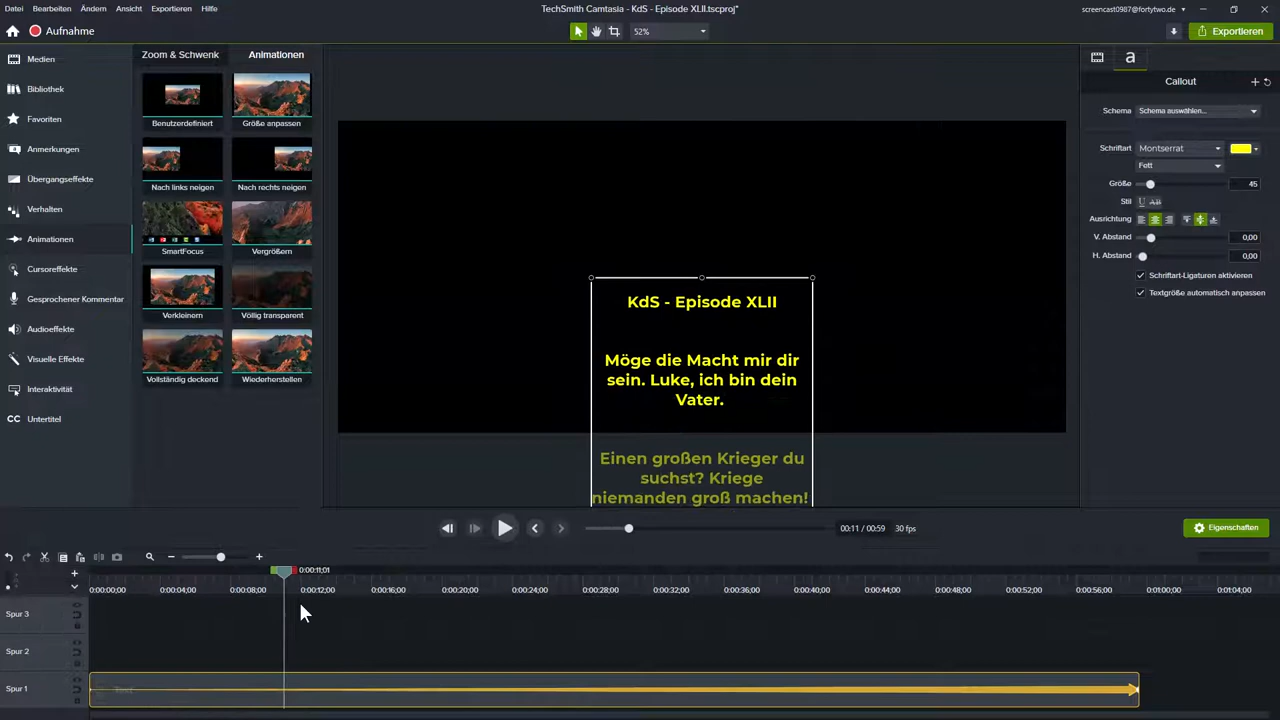 Datei Bearbeiten Ändern Ansicht Exportieren Hilfe
TechSmith Camtasia - KdS - Episode XLII.tscproj*
screencast0987@fortytwo.de
Aufnahme
52%
Exportieren
Medien
Bibliothek
Favoriten
Anmerkungen
Übergangseffekte
Verhalten
Animationen
Cursoreffekte
Gesprochener Kommentar
Audioeffekte
Visuelle Effekte
Interaktivität
CC Untertitel
Zoom & Schwenk Animationen
Benutzerdefiniert Größe anpassen
Nach links neigen Nach rechts neigen
SmartFocus Vergrößern
Verkleinern Völlig transparent
Vollständig deckend Wiederherstellen
KdS - Episode XLII
Möge die Macht mir dir
sein. Luke, ich bin dein
Vater.
Einen großen Krieger du
suchst? Kriege
niemanden groß machen!
a
Callout
Schema Schema auswählen...
Schriftart Montserrat
Fett
Größe 45
Stil U AB
Ausrichtung
V. Abstand 0,00
H. Abstand 0,00
Schriftart-Ligaturen aktivieren
Textgröße automatisch anpassen
00:11 / 00:59 30 fps
Eigenschaften
0:00:11;01
0:00:00;00 0:00:04;00 0:00:08;00 0:00:12;00 0:00:16;00 0:00:20;00 0:00:24;00 0:00:28;00 0:00:32;00 0:00:36;00 0:00:40;00 0:00:44;00 0:00:48;00 0:00:52;00 0:00:56;00 0:01:00;00 0:01:04;00
Spur 3
Spur 2
Spur 1
Text